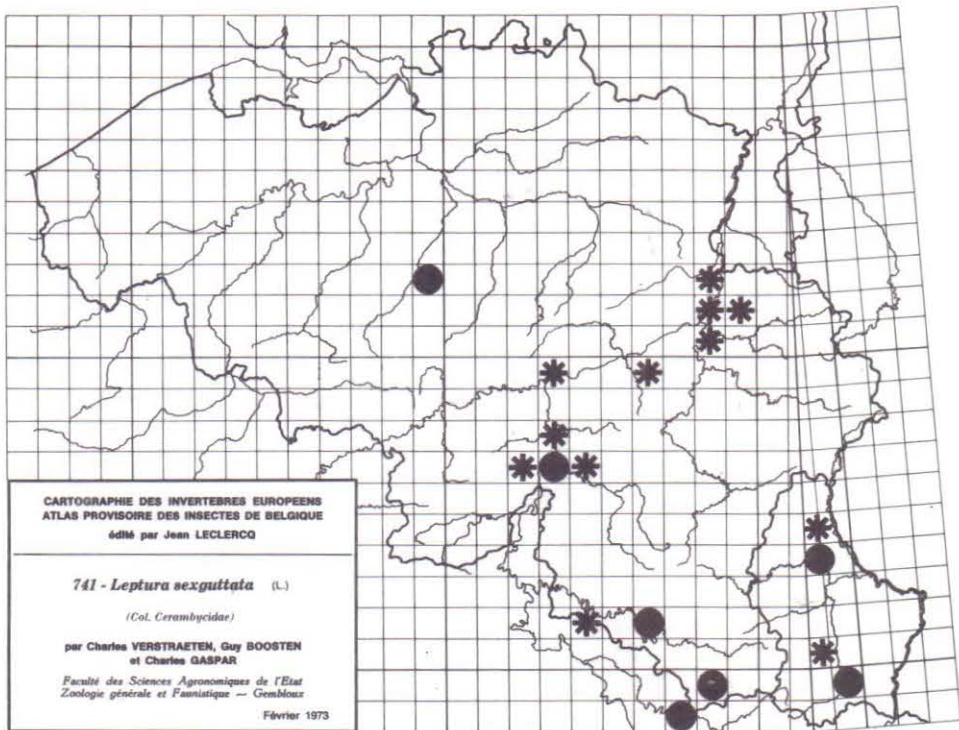 CARTOGRAPHIE DES INVERTEBRES EUROPEENS
ATLAS PROVISOIRE DES INSECTES DE BELGIQUE
édité par Jean LECLERCQ
741 - Leptura sexguttata (L.)
(Col. Cerambycidae)
par Charles VERSTRAETEN, Guy BOOSTEN
et Charles GASPAR
Faculté des Sciences Agronomiques de l'Etat
Zoologie générale et Faunistique — Gembloux
Février 1973